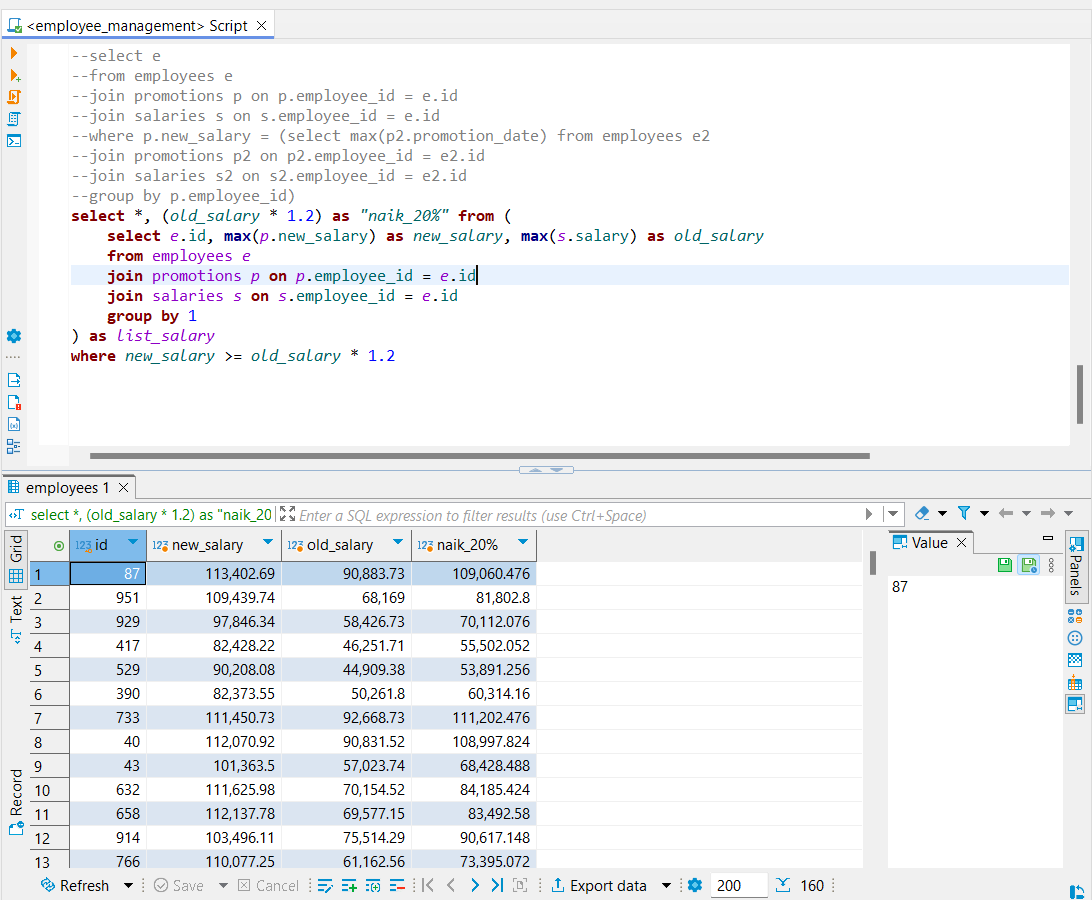 <employee_management> Script
--select e
--from employees e
--join promotions p on p.employee_id = e.id
--join salaries s on s.employee_id = e.id
--where p.new_salary = (select max(p2.promotion_date) from employees e2
--join promotions p2 on p2.employee_id = e2.id
--join salaries s2 on s2.employee_id = e2.id
--group by p.employee_id)
select *, (old_salary * 1.2) as "naik_20%" from (
select e.id, max(p.new_salary) as new_salary, max(s.salary) as old_salary
from employees e
join promotions p on p.employee_id = e.id
join salaries s on s.employee_id = e.id
group by 1
) as list_salary
where new_salary >= old_salary * 1.2
employees 1
select *, (old_salary * 1.2) as "naik_20 Enter a SQL expression to filter results (use Ctrl+Space)
Grid
Text
Record
123 id 123 new_salary 123 old_salary 123 naik_20%
1 87 113,402.69 90,883.73 109,060.476
2 951 109,439.74 68,169 81,802.8
3 929 97,846.34 58,426.73 70,112.076
4 417 82,428.22 46,251.71 55,502.052
5 529 90,208.08 44,909.38 53,891.256
6 390 82,373.55 50,261.8 60,314.16
7 733 111,450.73 92,668.73 111,202.476
8 40 112,070.92 90,831.52 108,997.824
9 43 101,363.5 57,023.74 68,428.488
10 632 111,625.98 70,154.52 84,185.424
11 658 112,137.78 69,577.15 83,492.58
12 914 103,496.11 75,514.29 90,617.148
13 766 110,077.25 61,162.56 73,395.072
Value
87
Panels
Refresh Save Cancel Export data 200 160